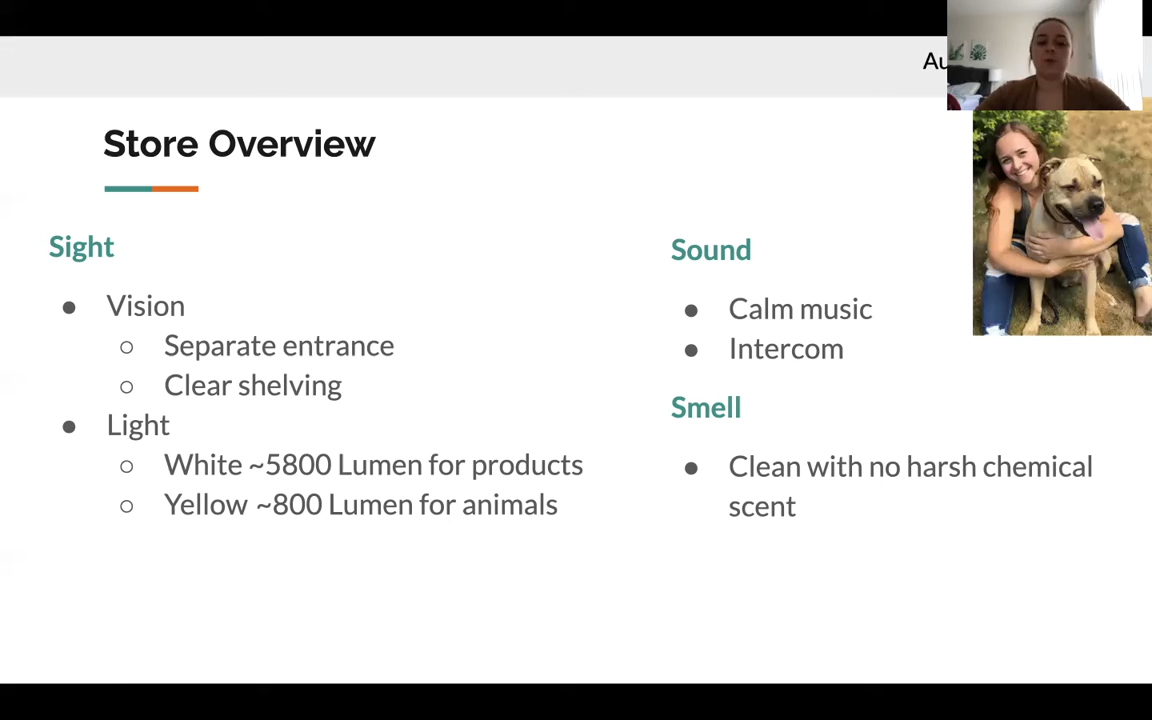 Store Overview
Sight
● Vision
○ Separate entrance
○ Clear shelving
● Light
○ White ~5800 Lumen for products
○ Yellow ~800 Lumen for animals
Sound
● Calm music
● Intercom
Smell
● Clean with no harsh chemical
scent